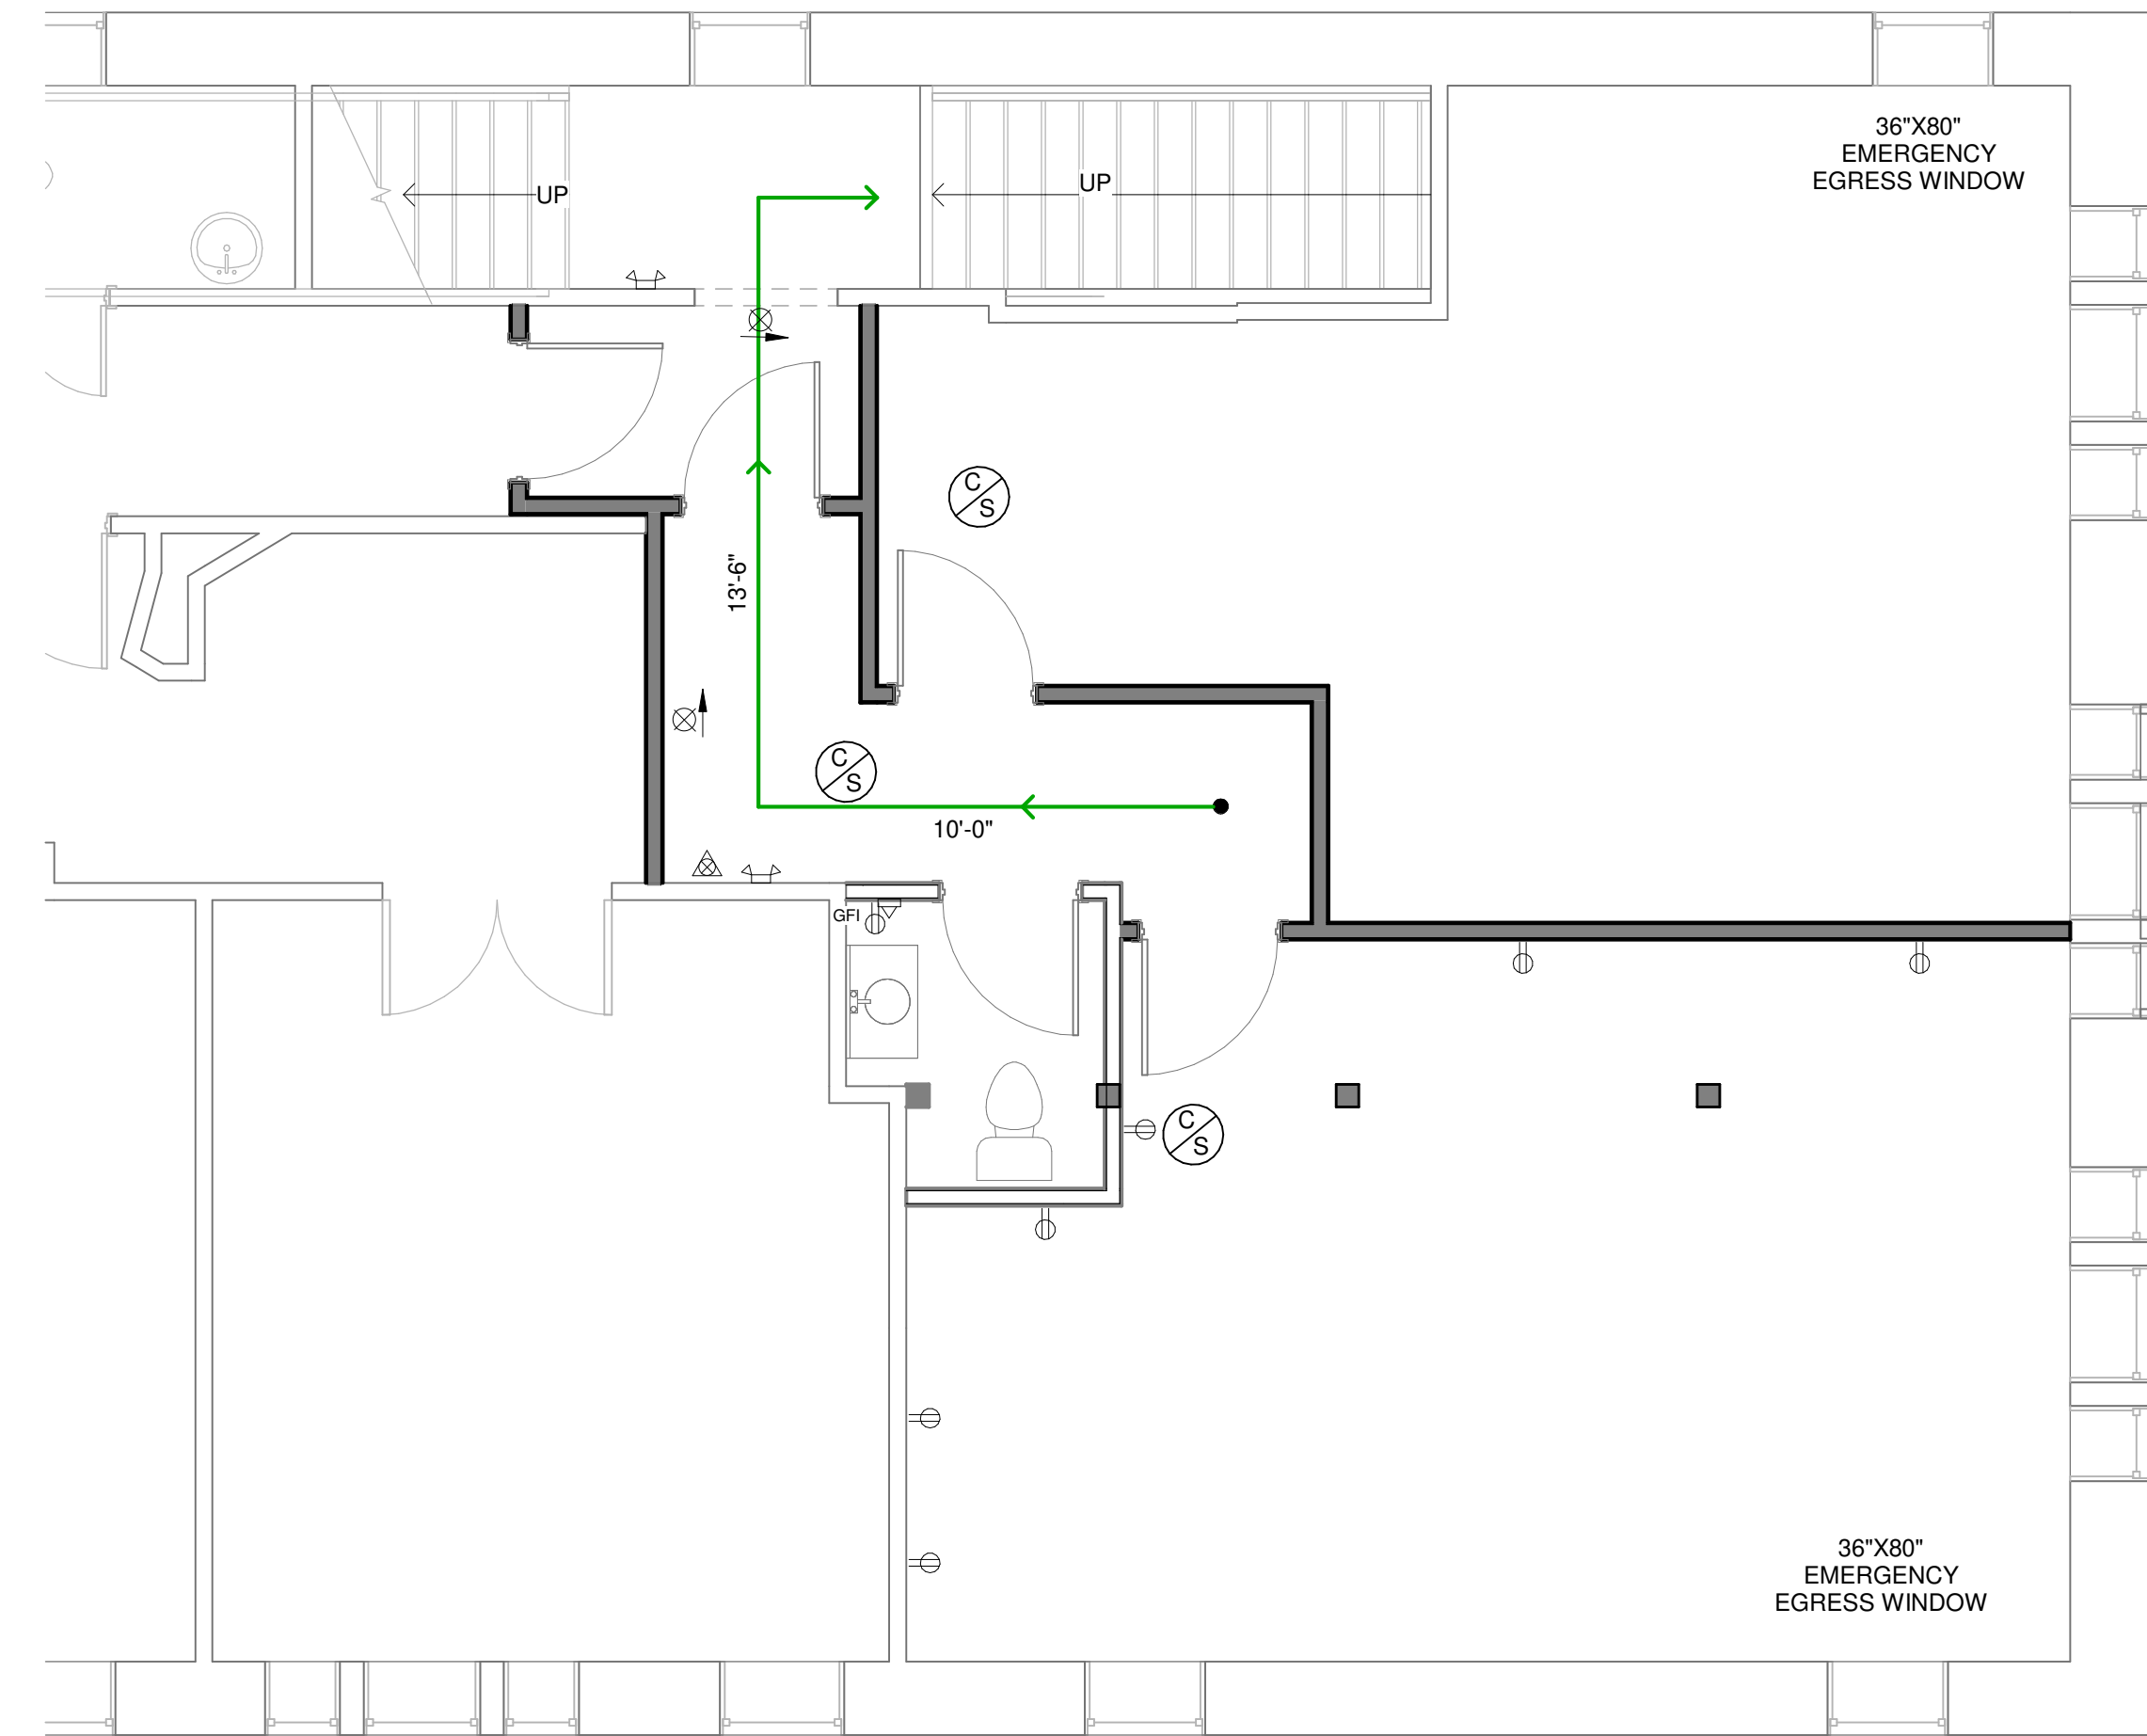 36"X80"
EMERGENCY
EGRESS WINDOW
UP
UP
C
S
13'-6"
C
S
10'-0"
GFI
C
S
36"X80"
EMERGENCY
EGRESS WINDOW